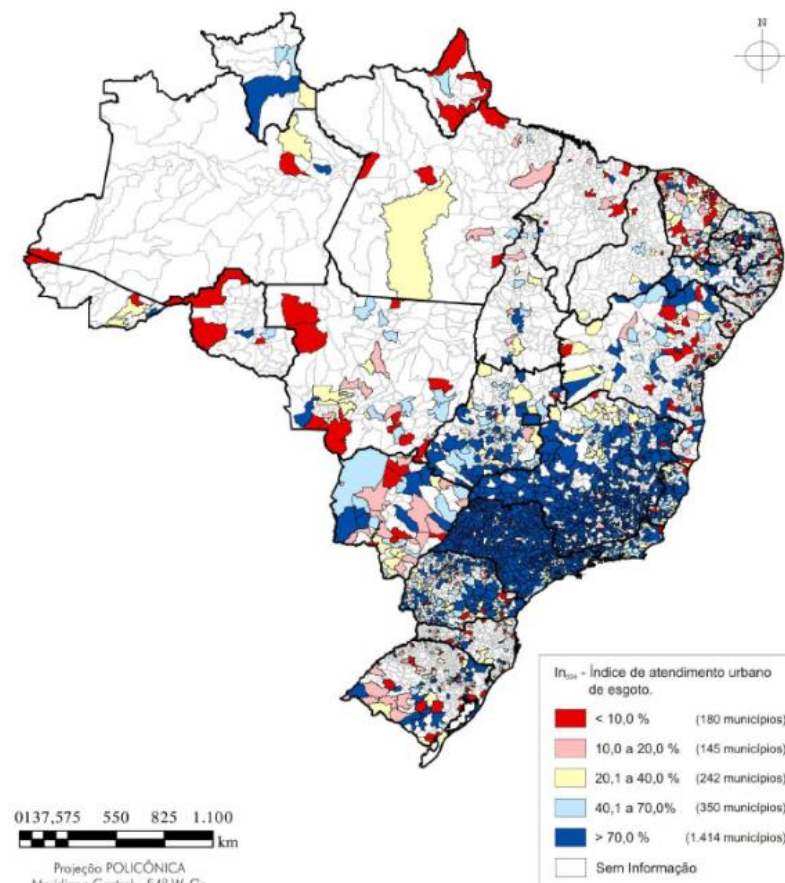 N
In₀₂₄ - Índice de atendimento urbano
de esgoto.
< 10,0 % (180 municípios)
10,0 a 20,0 % (145 municípios)
20,1 a 40,0 % (242 municípios)
40,1 a 70,0% (350 municípios)
> 70,0 % (1.414 municípios)
Sem Informação
0137,575 550 825 1.100
km
Projeção POLICÔNICA